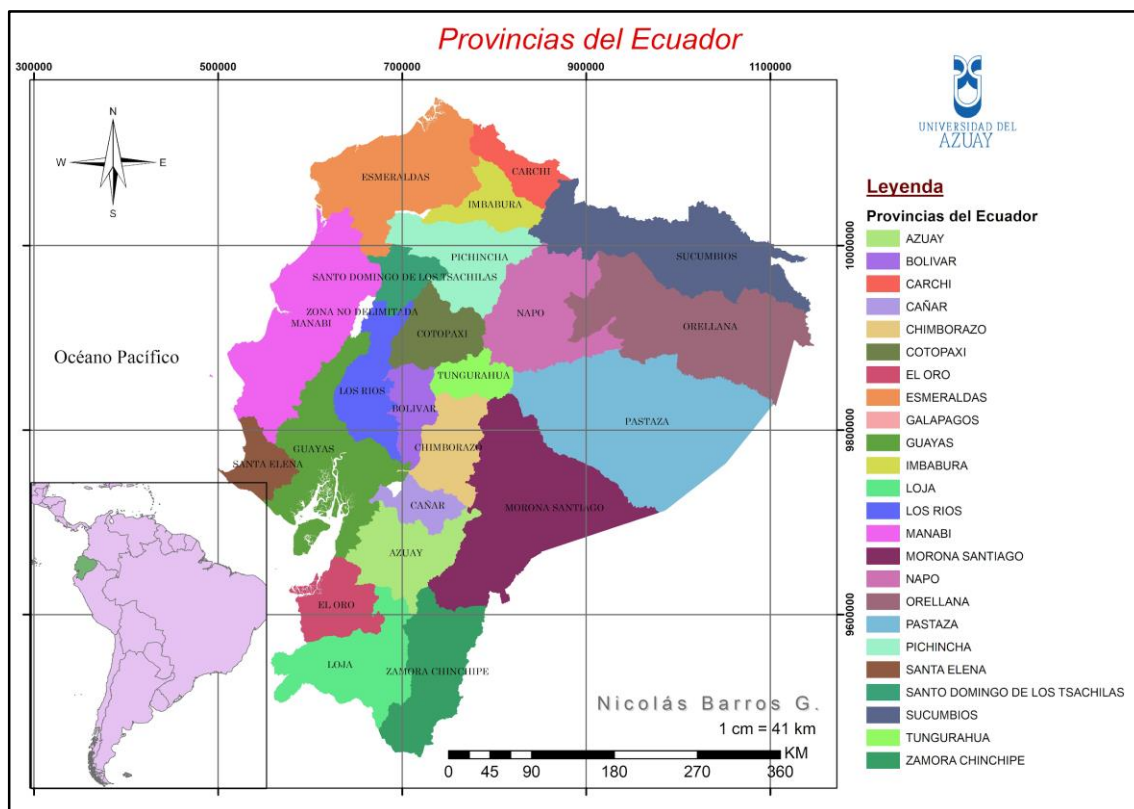 Provincias del Ecuador
300000 500000 700000 900000 1100000
UNIVERSIDAD DEL
AZUAY
N
W E
S
CARCHI
ESMERALDAS
IMBABURA
10000000 10000000
PICHINCHA
SUCUMBIOS
SANTO DOMINGO DE LOS TSACHILAS
ZONA NO DELIMITADA
NAPO
MANABI
ORELLANA
COTOPAXI
Océano Pacífico
TUNGURAHUA
LOS RIOS
BOLIVAR
PASTAZA
9800000
CHIMBORAZO
GUAYAS
SANTA ELENA
CAÑAR
MORONA SANTIAGO
AZUAY
EL ORO
9600000
LOJA
ZAMORA CHINCHIPE
Nicolás Barros G.
1 cm = 41 km
KM
0 45 90 180 270 360
Leyenda
Provincias del Ecuador
AZUAY
BOLIVAR
CARCHI
CAÑAR
CHIMBORAZO
COTOPAXI
EL ORO
ESMERALDAS
GALAPAGOS
GUAYAS
IMBABURA
LOJA
LOS RIOS
MANABI
MORONA SANTIAGO
NAPO
ORELLANA
PASTAZA
PICHINCHA
SANTA ELENA
SANTO DOMINGO DE LOS TSACHILAS
SUCUMBIOS
TUNGURAHUA
ZAMORA CHINCHIPE